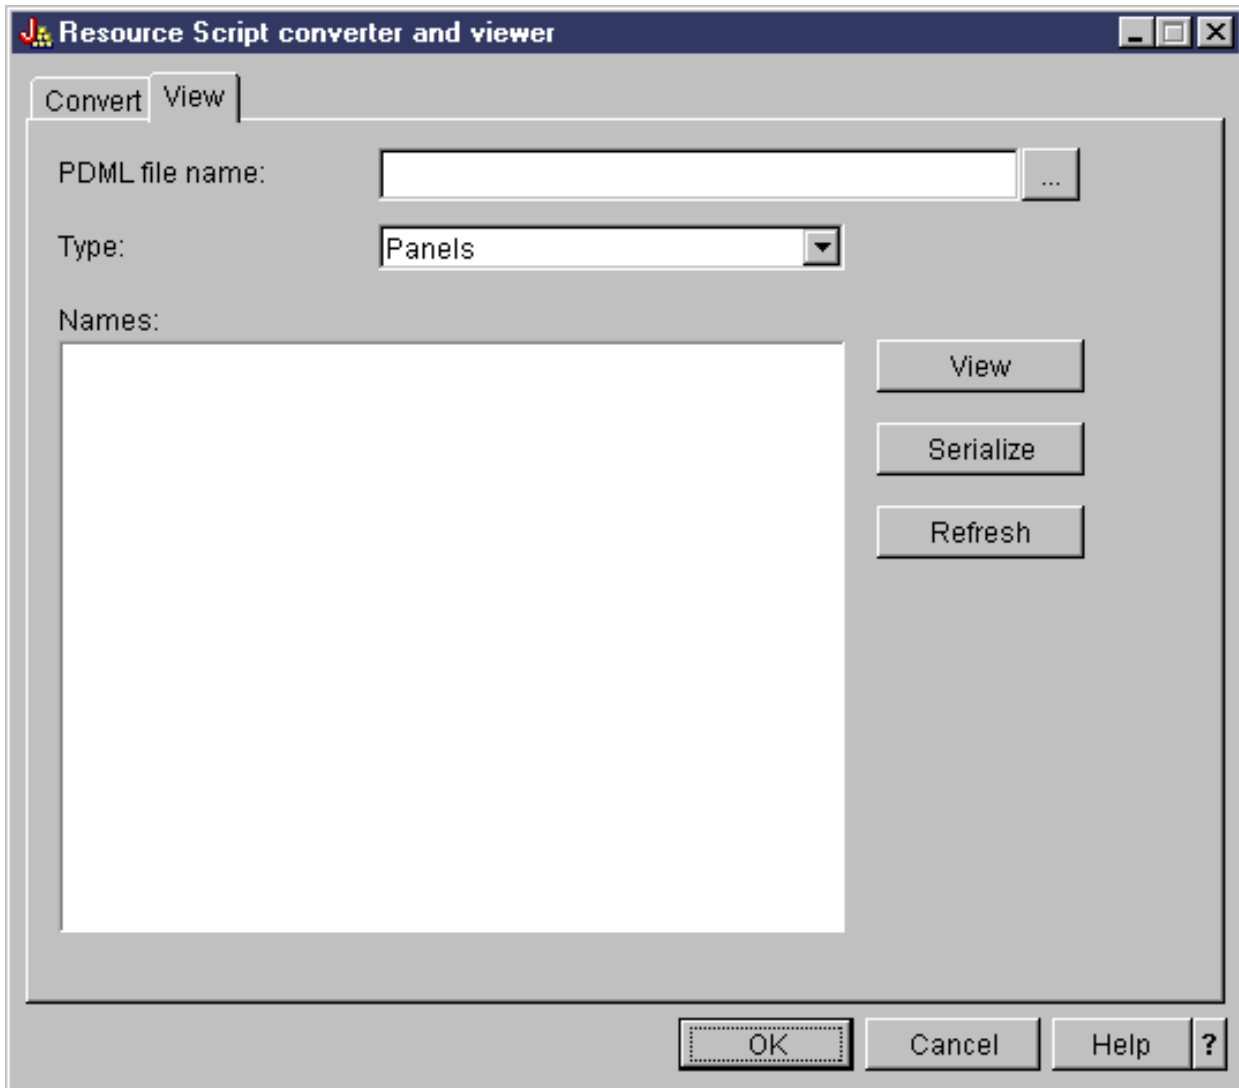 Resource Script converter and viewer
Convert View
PDML file name: ...
Type: Panels
Names:
View
Serialize
Refresh
OK Cancel Help ?